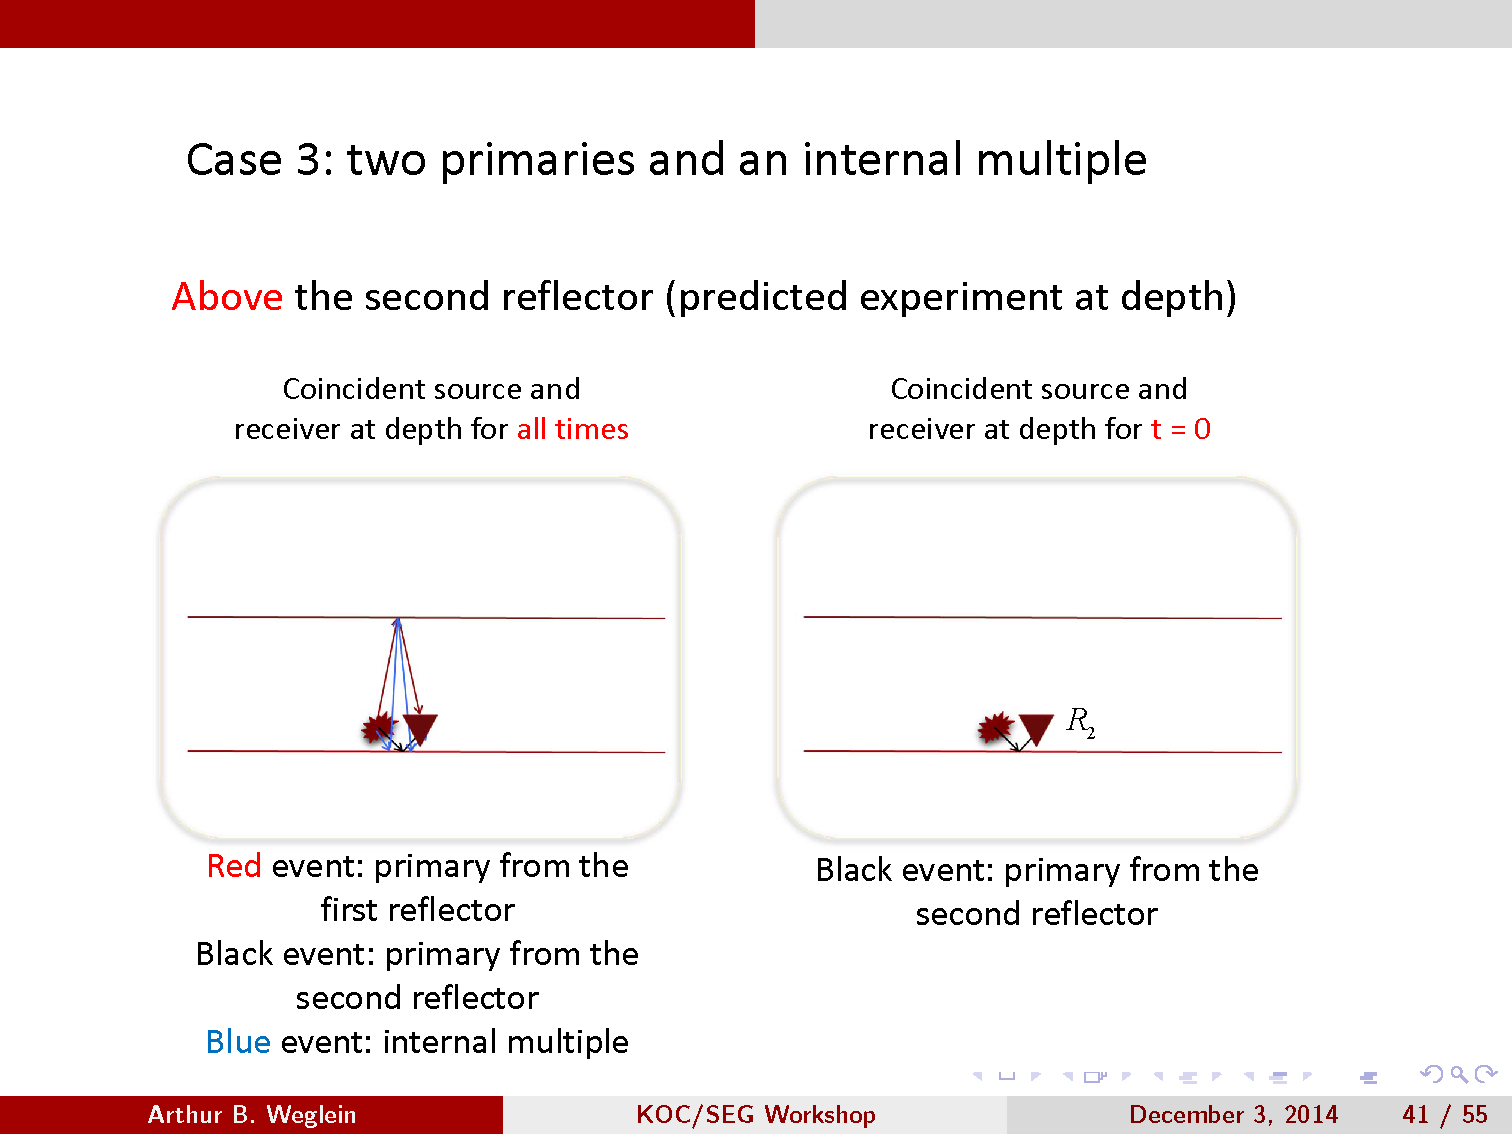 Case 3: two primaries and an internal multiple
Above the second reflector (predicted experiment at depth)
Coincident source and
receiver at depth for all times
Coincident source and
receiver at depth for t = 0
R2
Red event: primary from the
first reflector
Black event: primary from the
second reflector
Blue event: internal multiple
Black event: primary from the
second reflector
Arthur B. Weglein
KOC/SEG Workshop
December 3, 2014
41 / 55